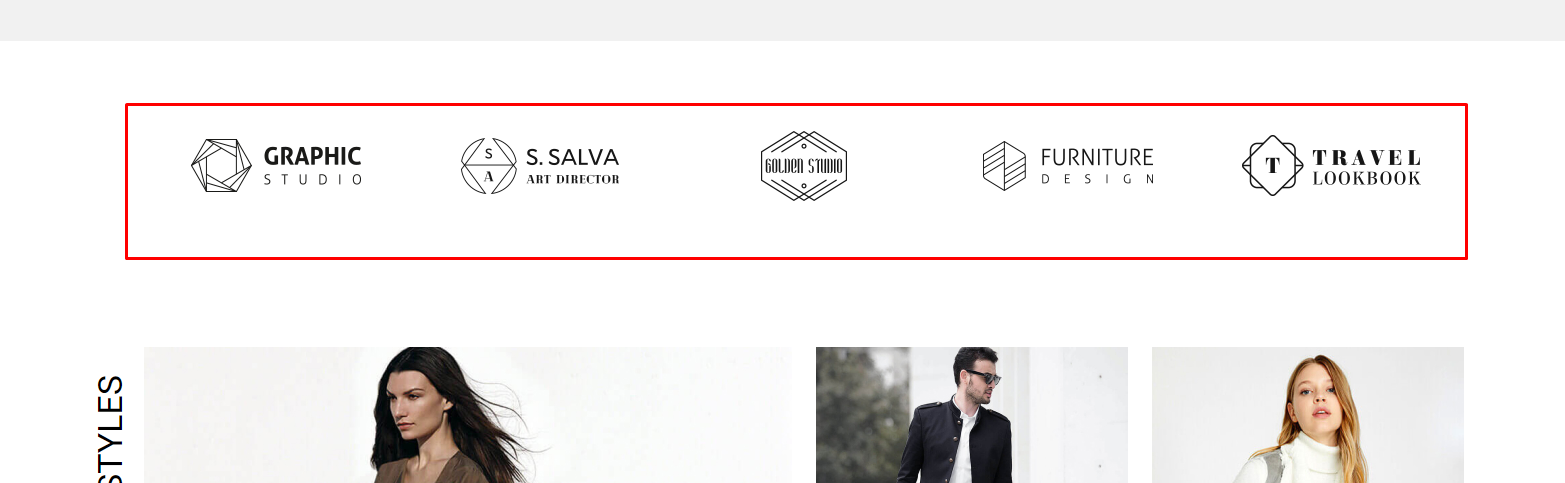 GRAPHIC
STUDIO
S
A
S. SALVA
ART DIRECTOR
GOLDEN STUDIO
FURNITURE
DESIGN
T
TRAVEL
LOOKBOOK
STYLES